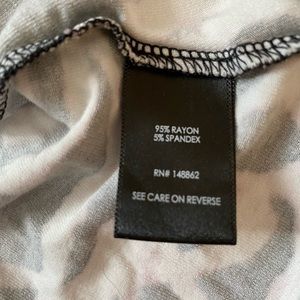 95% RAYON
5% SPANDEX
RN# 148862
SEE CARE ON REVERSE